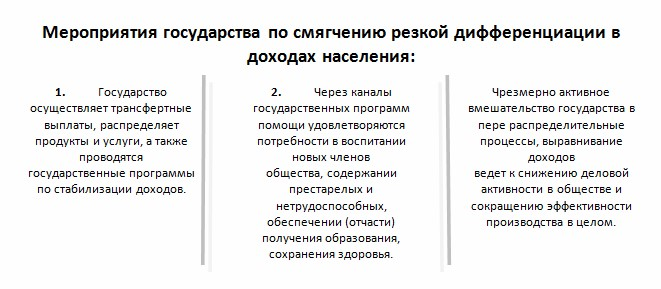 Мероприятия государства по смягчению резкой дифференциации в
доходах населения:
1. Государство
осуществляет трансфертные
выплаты, распределяет
продукты и услуги, а также
проводятся
государственные программы
по стабилизации доходов.
2. Через каналы
государственных программ
помощи удовлетворяются
потребности в воспитании
новых членов
общества, содержании
престарелых и
нетрудоспособных,
обеспечении (отчасти)
получения образования,
сохранения здоровья.
Чрезмерно активное
вмешательство государства в
пере распределительные
процессы, выравнивание
доходов
ведет к снижению деловой
активности в обществе и
сокращению эффективности
производства в целом.